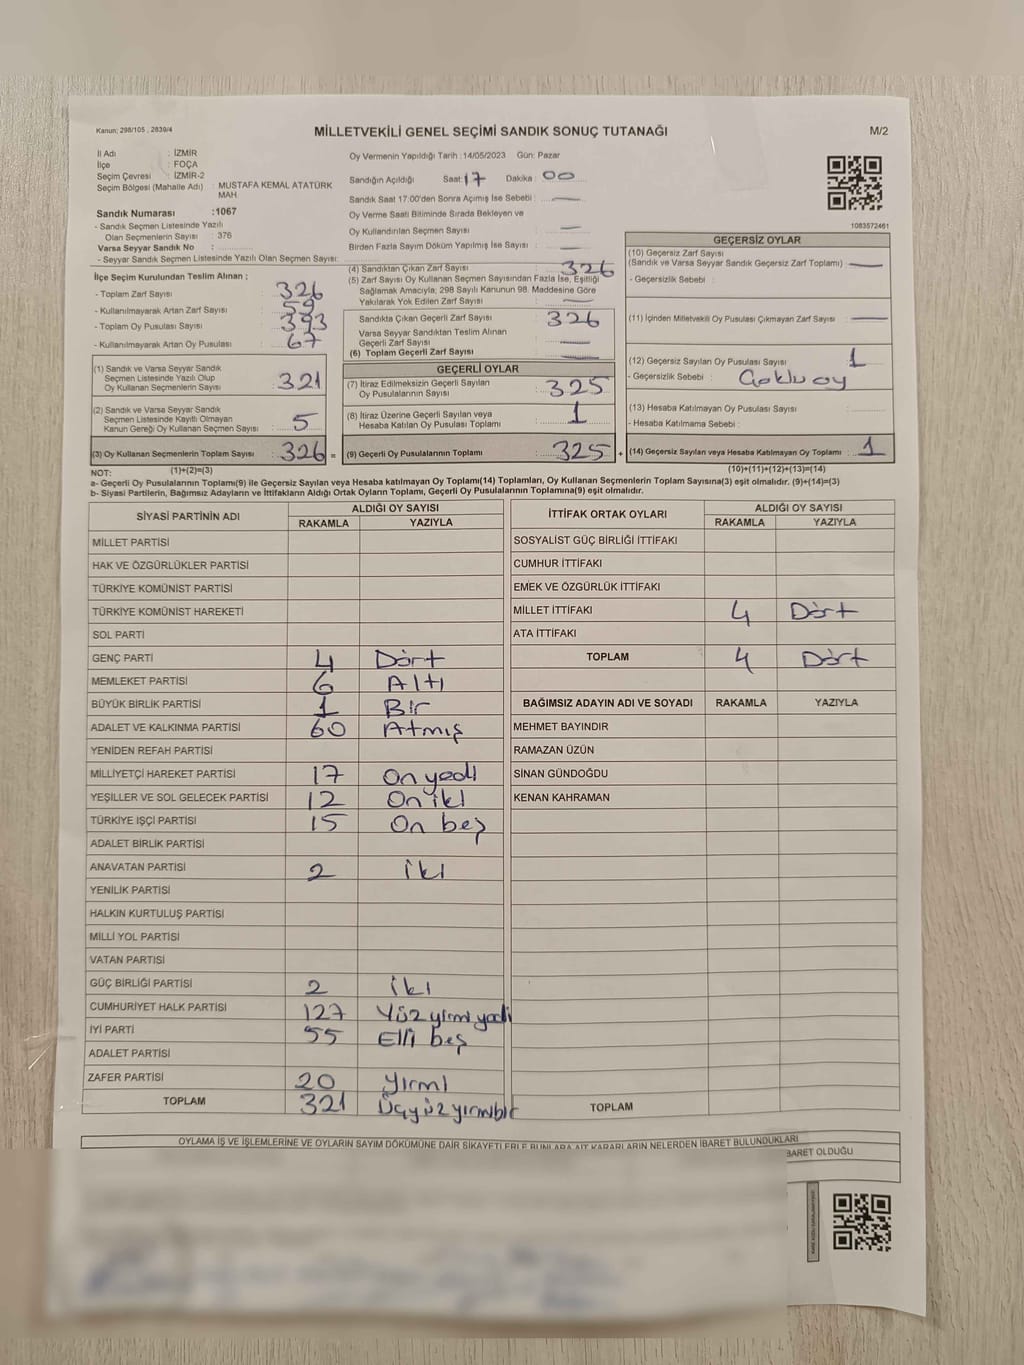 Kanun; 298/105 , 2839/4
MİLLETVEKİLİ GENEL SEÇİMİ SANDIK SONUÇ TUTANAĞI
M/2
İl Adı : İZMİR
İlçe : FOÇA
Seçim Çevresi : İZMİR-2
Seçim Bölgesi (Mahalle Adı) : MUSTAFA KEMAL ATATÜRK
MAH
Sandık Numarası :1067
- Sandık Seçmen Listesinde Yazılı
Olan Seçmenlerin Sayısı : 376
Varsa Seyyar Sandık No :
- Seyyar Sandık Seçmen Listesinde Yazılı Olan Seçmen Sayısı:
Oy Vermenin Yapıldığı Tarih :14/05/2023 Gün: Pazar
Sandığın Açıldığı Saat: 17 Dakika : 00
Sandık Saat 17.00'den Sonra Açımış İse Sebebi : —
Oy Verme Saati Bitiminde Sırada Bekleyen ve
Oy Kullandırılan Seçmen Sayısı : —
Birden Fazla Sayım Döküm Yapılmış İse Sayısı : —
1083572461
İlçe Seçim Kurulundan Teslim Alınan ;
- Toplam Zarf Sayısı : 326
- Kullanılmayarak Artan Zarf Sayısı : 59
- Toplam Oy Pusulası Sayısı : 393
- Kullanılmayarak Artan Oy Pusulası : 67
(4) Sandıktan Çıkan Zarf Sayısı : 326
(5) Zarf Sayısı Oy Kullanan Seçmen Sayısından Fazla İse, Eşitliği
Sağlamak Amacıyla; 298 Sayılı Kanunun 98. Maddesine Göre
Yakılarak Yok Edilen Zarf Sayısı : —
Sandıkta Çıkan Geçerli Zarf Sayısı : 326
Varsa Seyyar Sandıktan Teslim Alınan
Geçerli Zarf Sayısı : —
(6) Toplam Geçerli Zarf Sayısı : —
GEÇERSİZ OYLAR
(10) Geçersiz Zarf Sayısı
(Sandık ve Varsa Seyyar Sandık Geçersiz Zarf Toplamı) : —
- Geçersizlik Sebebi :
(11) İçinden Milletvekili Oy Pusulası Çıkmayan Zarf Sayısı : —
(12) Geçersiz Sayılan Oy Pusulası Sayısı : 1
- Geçersizlik Sebebi :
(13) Hesaba Katılmayan Oy Pusulası Sayısı :
- Hesaba Katılmama Sebebi :
(1) Sandık ve Varsa Seyyar Sandık
Seçmen Listesinde Yazılı Olup
Oy Kullanan Seçmenlerin Sayısı : 321
(2) Sandık ve Varsa Seyyar Sandık
Seçmen Listesinde Kayıtlı Olmayan
Kanun Gereği Oy Kullanan Seçmen Sayısı : 5
GEÇERLİ OYLAR
(7) İtiraz Edilmeksizin Geçerli Sayılan
Oy Pusulalarının Sayısı : 325
(8) İtiraz Üzerine Geçerli Sayılan veya
Hesaba Katılan Oy Pusulası Toplamı : 1
(3) Oy Kullanan Seçmenlerin Toplam Sayısı : 326 = (9) Geçerli Oy Pusulalarının Toplamı : 325 + (14) Geçersiz Sayılan veya Hesaba Katılmayan Oy Toplamı : 1
NOT: (1)+(2)=(3) (10)+(11)+(12)+(13)=(14)
a- Geçerli Oy Pusulalarının Toplamı(9) ile Geçersiz Sayılan veya Hesaba katılmayan Oy Toplamı(14) Toplamları, Oy Kullanan Seçmenlerin Toplam Sayısına(3) eşit olmalıdır. (9)+(14)=(3)
b- Siyasi Partilerin, Bağımsız Adayların ve İttifakların Aldığı Ortak Oyların Toplamı, Geçerli Oy Pusulalarının Toplamına(9) eşit olmalıdır.
SİYASİ PARTİNİN ADI ALDIĞI OY SAYISI
RAKAMLA YAZIYLA
MİLLET PARTİSİ
HAK VE ÖZGÜRLÜKLER PARTİSİ
TÜRKİYE KOMÜNİST PARTİSİ
TÜRKİYE KOMÜNİST HAREKETİ
SOL PARTİ
GENÇ PARTİ 4 Dört
MEMLEKET PARTİSİ 6 Altı
BÜYÜK BİRLİK PARTİSİ 1 Bir
ADALET VE KALKINMA PARTİSİ 60 Atmış
YENİDEN REFAH PARTİSİ
MİLLİYETÇİ HAREKET PARTİSİ 17 On yedi
YEŞİLLER VE SOL GELECEK PARTİSİ 12 On iki
TÜRKİYE İŞÇİ PARTİSİ 15 On beş
ADALET BİRLİK PARTİSİ
ANAVATAN PARTİSİ 2 İki
YENİLİK PARTİSİ
HALKIN KURTULUŞ PARTİSİ
MİLLİ YOL PARTİSİ
VATAN PARTİSİ
GÜÇ BİRLİĞİ PARTİSİ 2 İki
CUMHURİYET HALK PARTİSİ 127 Yüz yirmi yedi
İYİ PARTİ 55 Elli beş
ADALET PARTİSİ
ZAFER PARTİSİ 20 Yirmi
TOPLAM 321 Üçyüz yirmibir
İTTİFAK ORTAK OYLARI ALDIĞI OY SAYISI
RAKAMLA YAZIYLA
SOSYALİST GÜÇ BİRLİĞİ İTTİFAKI
CUMHUR İTTİFAKI
EMEK VE ÖZGÜRLÜK İTTİFAKI
MİLLET İTTİFAKI 4 Dört
ATA İTTİFAKI
TOPLAM 4 Dört
BAĞIMSIZ ADAYIN ADI VE SOYADI RAKAMLA YAZIYLA
MEHMET BAYINDIR
RAMAZAN ÜZÜN
SİNAN GÜNDOĞDU
KENAN KAHRAMAN
TOPLAM
OYLAMA İŞ VE İŞLEMLERİNE VE OYLARIN SAYIM DÖKÜMÜNE DAİR ŞİKAYETLERLE BUNLARA AİT KARARLARIN NELERDEN İBARET BULUNDUKLARI
BARET OLDUĞU